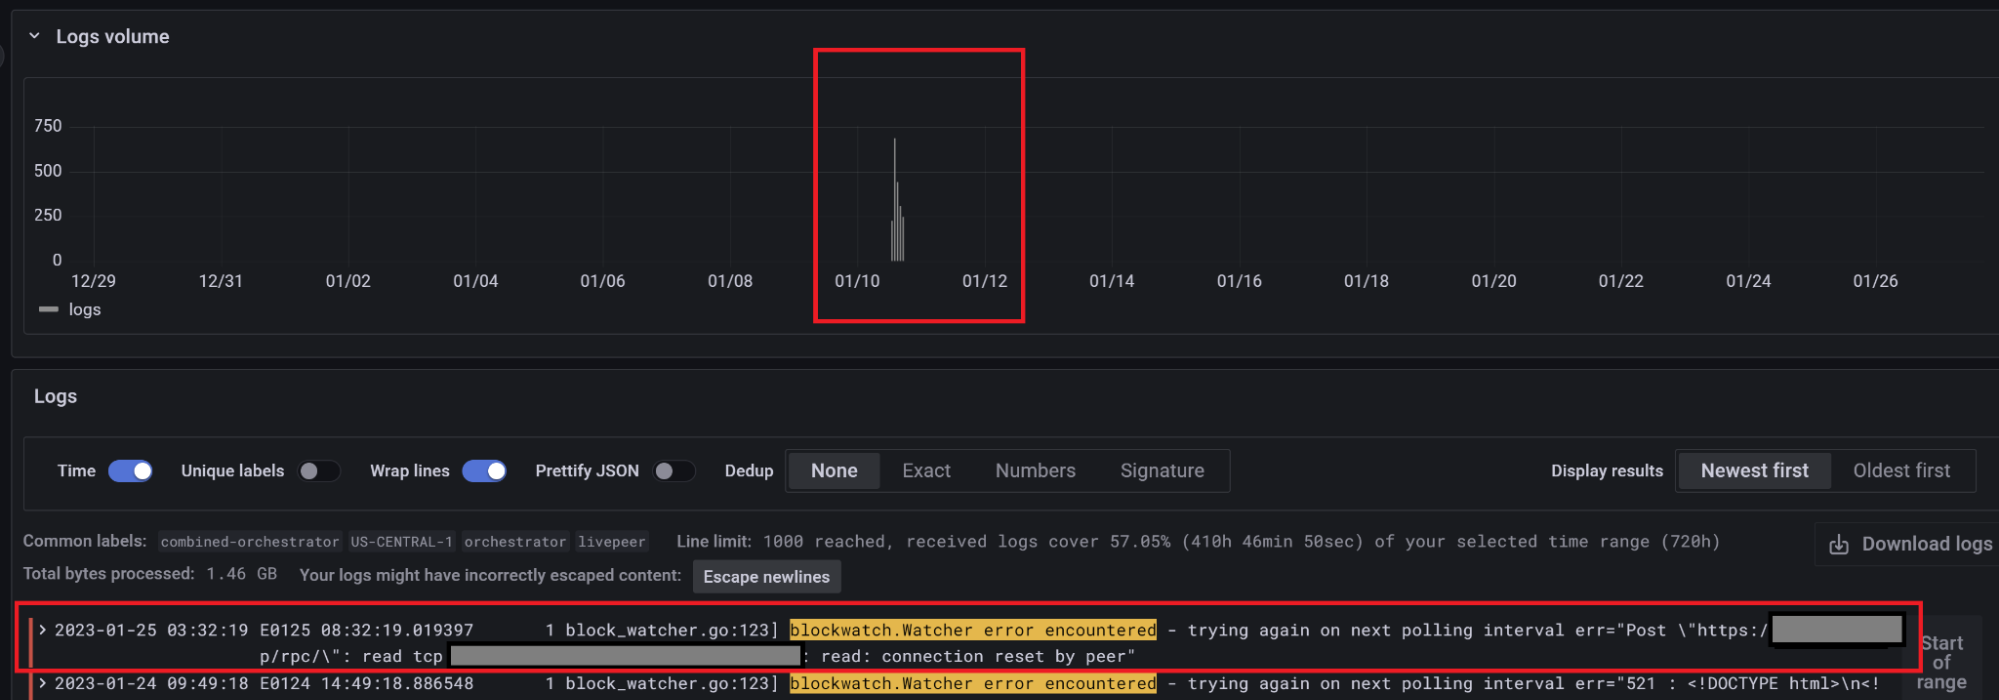 Logs volume
750
500
250
0
12/29 12/31 01/02 01/04 01/06 01/08 01/10 01/12 01/14 01/16 01/18 01/20 01/22 01/24 01/26
logs
Logs
Time Unique labels Wrap lines Prettify JSON Dedup None Exact Numbers Signature Display results Newest first Oldest first
Common labels: combined-orchestrator US-CENTRAL-1 orchestrator livepeer Line limit: 1000 reached, received logs cover 57.05% (410h 46min 50sec) of your selected time range (720h)
Download logs
Total bytes processed: 1.46 GB Your logs might have incorrectly escaped content: Escape newlines
2023-01-25 03:32:19 E0125 08:32:19.019397 1 block_watcher.go:123] blockwatch.Watcher error encountered - trying again on next polling interval err="Post \"https:/
p/rpc/\": read tcp : read: connection reset by peer"
2023-01-24 09:49:18 E0124 14:49:18.886548 1 block_watcher.go:123] blockwatch.Watcher error encountered - trying again on next polling interval err="521 : <!DOCTYPE html>\n<!
Start
of
range